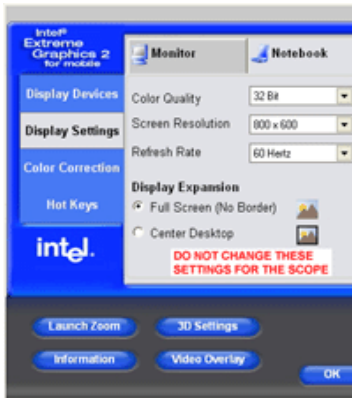 Intel®
Extreme
Graphics 2
for mobile
Monitor
Notebook
Display Devices
Display Settings
Color Correction
Hot Keys
intel.
Color Quality
32 Bit
Screen Resolution
800 x 600
Refresh Rate
60 Hertz
Display Expansion
Full Screen (No
Border)
Center Desktop
DO NOT CHANGE THESE
SETTINGS FOR THE SCOPE
Launch Zoom
3D Settings
Information
Video Overlay
OK